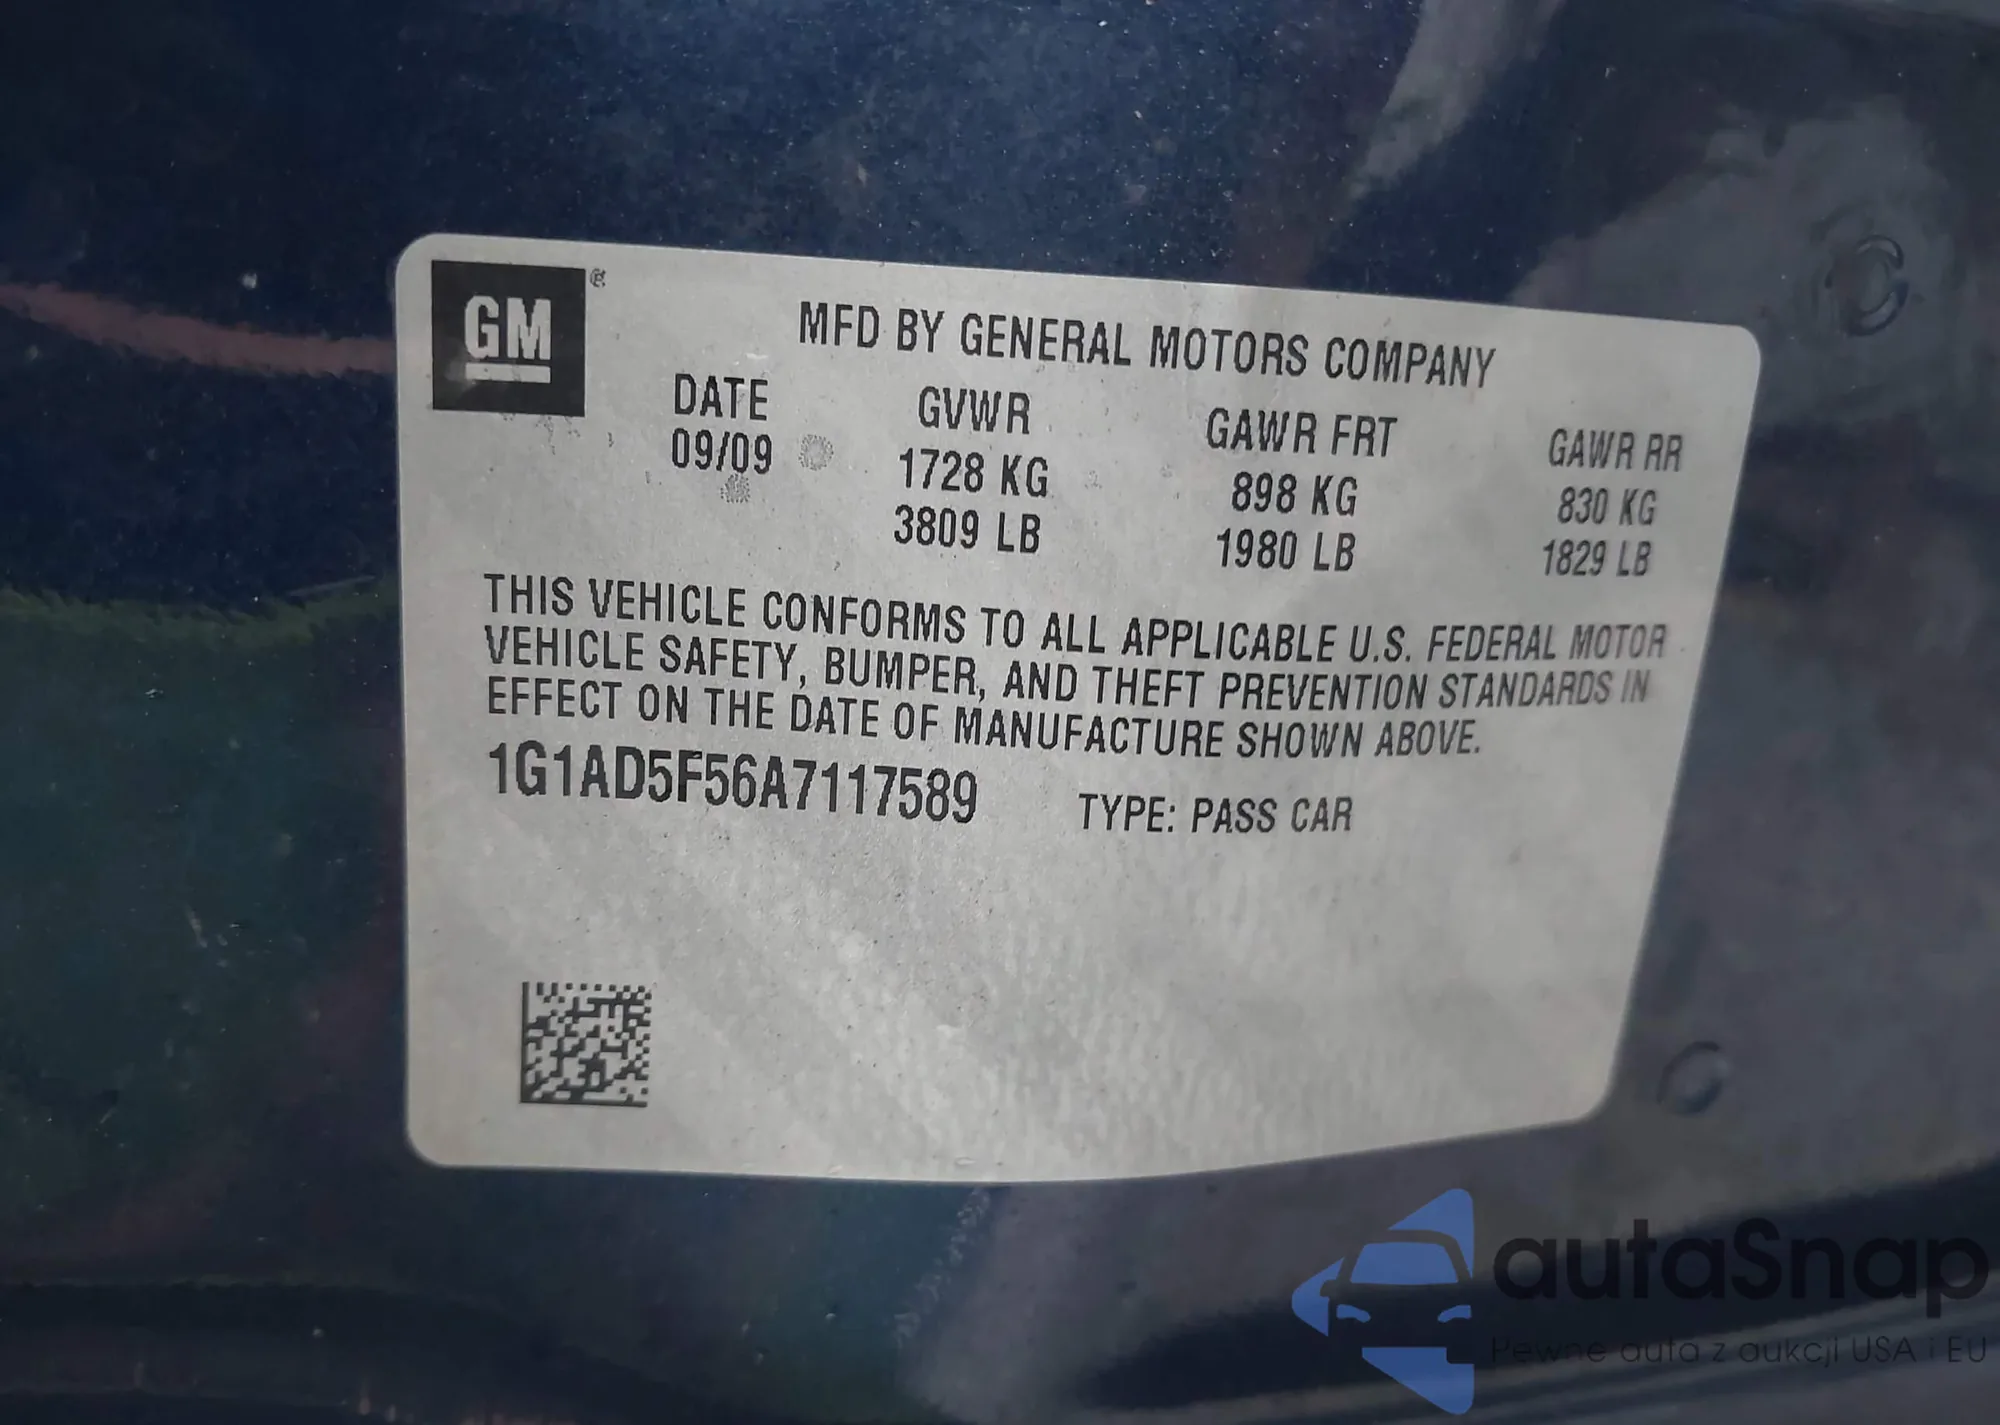 GM ®
MFD BY GENERAL MOTORS COMPANY
DATE GVWR GAWR FRT GAWR RR
09/09 1728 KG 898 KG 830 KG
3809 LB 1980 LB 1829 LB
THIS VEHICLE CONFORMS TO ALL APPLICABLE U.S. FEDERAL MOTOR
VEHICLE SAFETY, BUMPER, AND THEFT PREVENTION STANDARDS IN
EFFECT ON THE DATE OF MANUFACTURE SHOWN ABOVE.
1G1AD5F56A7117589 TYPE: PASS CAR
autaSnap
Pewne auta z aukcji USA i EU